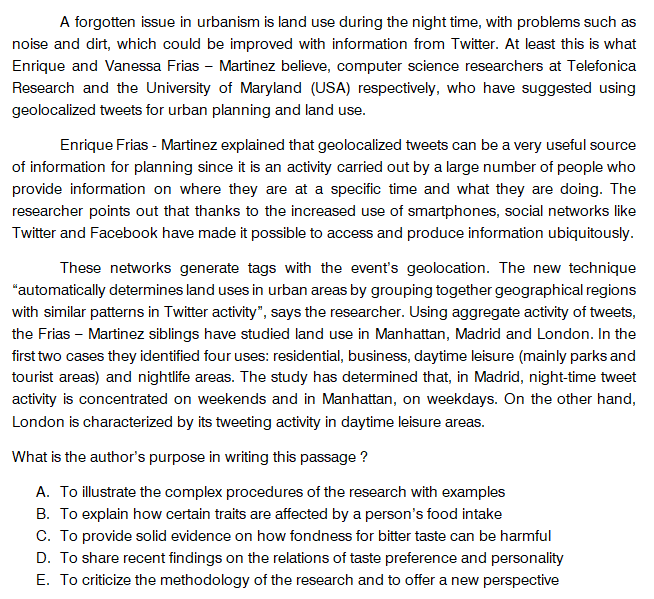 A forgotten issue in urbanism is land use during the night time, with problems such as
noise and dirt, which could be improved with information from Twitter. At least this is what
Enrique and Vanessa Frias – Martinez believe, computer science researchers at Telefonica
Research and the University of Maryland (USA) respectively, who have suggested using
geolocalized tweets for urban planning and land use.
Enrique Frias - Martinez explained that geolocalized tweets can be a very useful source
of information for planning since it is an activity carried out by a large number of people who
provide information on where they are at a specific time and what they are doing. The
researcher points out that thanks to the increased use of smartphones, social networks like
Twitter and Facebook have made it possible to access and produce information ubiquitously.
These networks generate tags with the event's geolocation. The new technique
“automatically determines land uses in urban areas by grouping together geographical regions
with similar patterns in Twitter activity”, says the researcher. Using aggregate activity of tweets,
the Frias – Martinez siblings have studied land use in Manhattan, Madrid and London. In the
first two cases they identified four uses: residential, business, daytime leisure (mainly parks and
tourist areas) and nightlife areas. The study has determined that, in Madrid, night-time tweet
activity is concentrated on weekends and in Manhattan, on weekdays. On the other hand,
London is characterized by its tweeting activity in daytime leisure areas.
What is the author's purpose in writing this passage ?
A. To illustrate the complex procedures of the research with examples
B. To explain how certain traits are affected by a person's food intake
C. To provide solid evidence on how fondness for bitter taste can be harmful
D. To share recent findings on the relations of taste preference and personality
E. To criticize the methodology of the research and to offer a new perspective